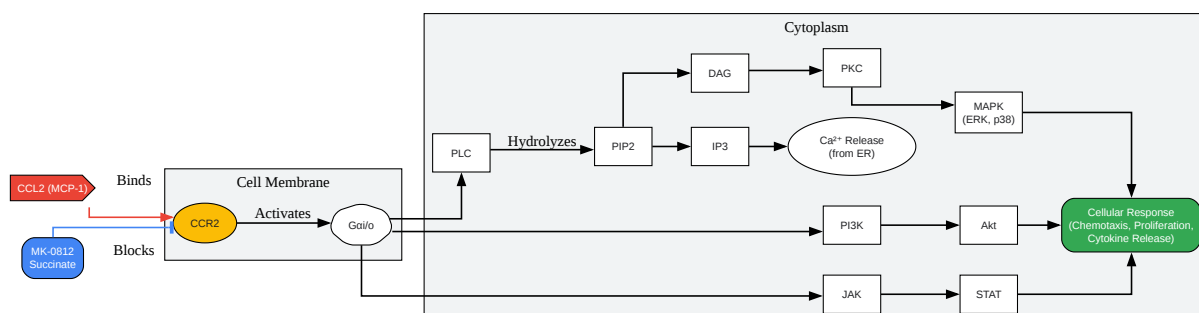 Cytoplasm
DAG
PKC
MAPK
(ERK, p38)
PLC
Hydrolyzes
PIP2
IP3
Ca²⁺ Release
(from ER)
CCL2 (MCP-1)
Binds
Cell Membrane
CCR2
Activates
Gαi/o
PI3K
Akt
Cellular Response
(Chemotaxis, Proliferation,
Cytokine Release)
MK-0812
Succinate
Blocks
JAK
STAT